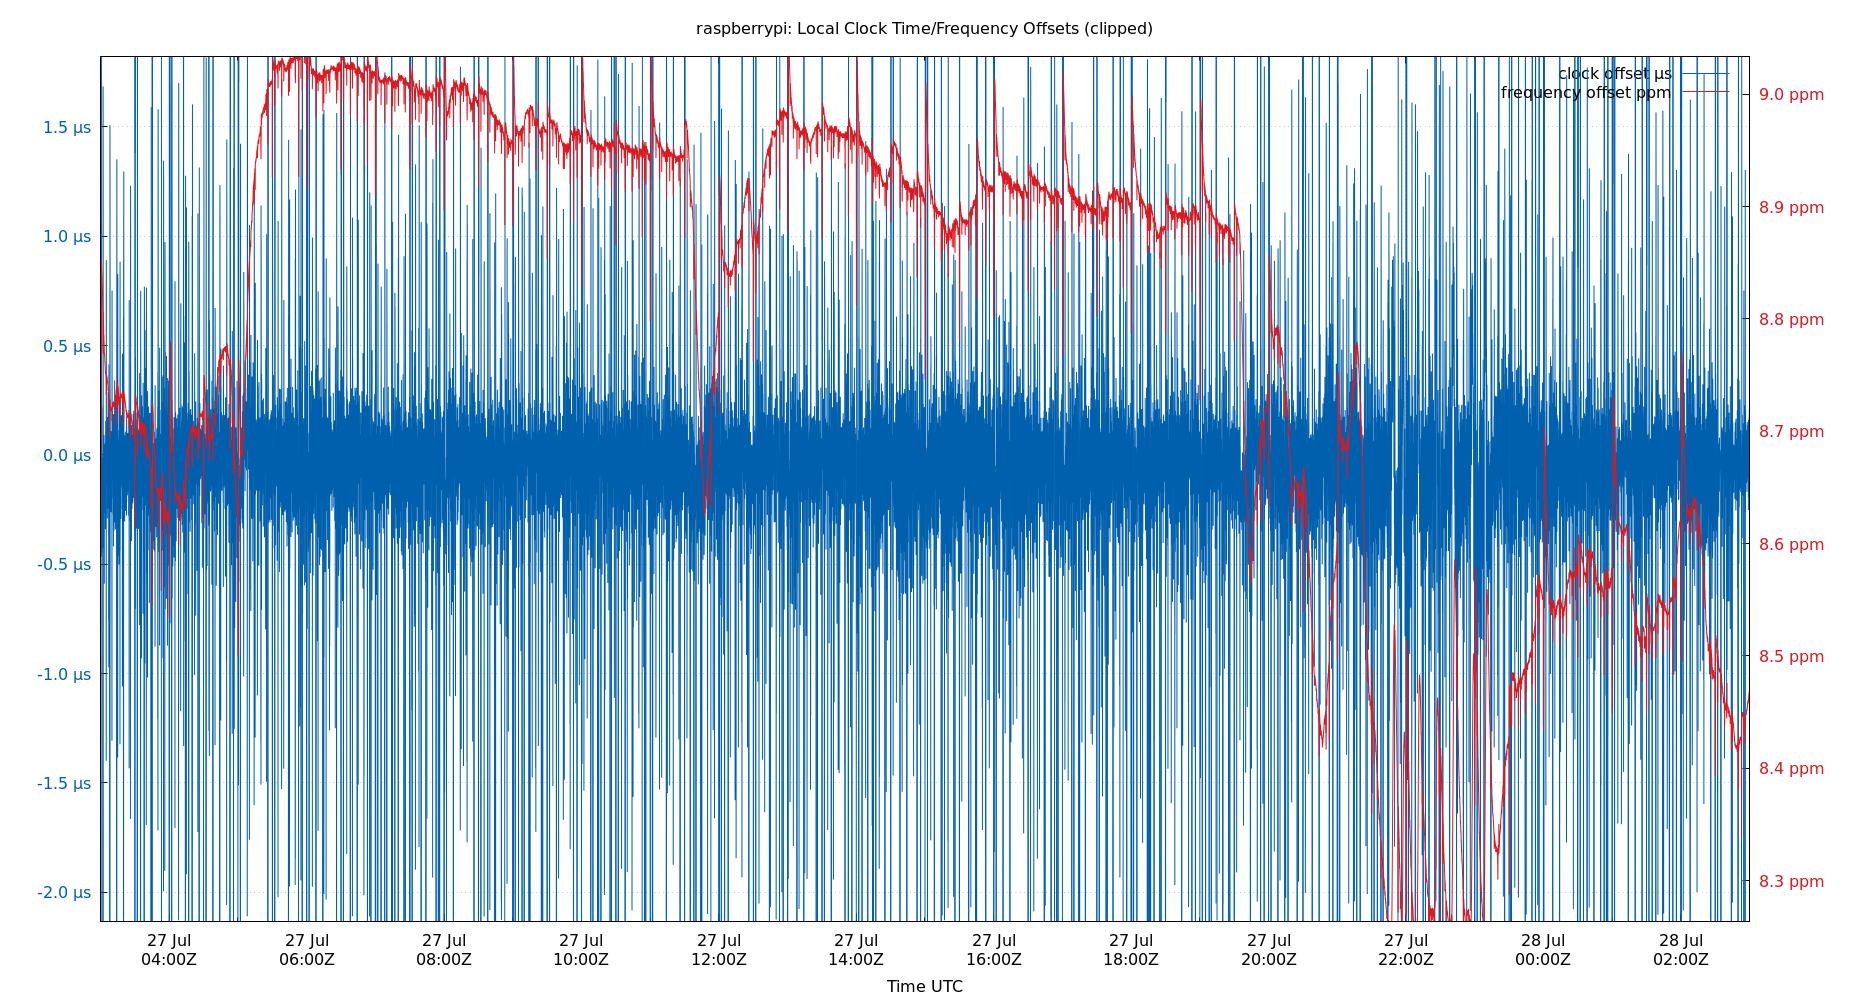 raspberrypi: Local Clock Time/Frequency Offsets (clipped)
clock offset µs
frequency offset ppm
1.5 µs
1.0 µs
0.5 µs
0.0 µs
-0.5 µs
-1.0 µs
-1.5 µs
-2.0 µs
9.0 ppm
8.9 ppm
8.8 ppm
8.7 ppm
8.6 ppm
8.5 ppm
8.4 ppm
8.3 ppm
27 Jul 27 Jul 27 Jul 27 Jul 27 Jul 27 Jul 27 Jul 27 Jul 27 Jul 27 Jul 28 Jul 28 Jul
04:00Z 06:00Z 08:00Z 10:00Z 12:00Z 14:00Z 16:00Z 18:00Z 20:00Z 22:00Z 00:00Z 02:00Z
Time UTC